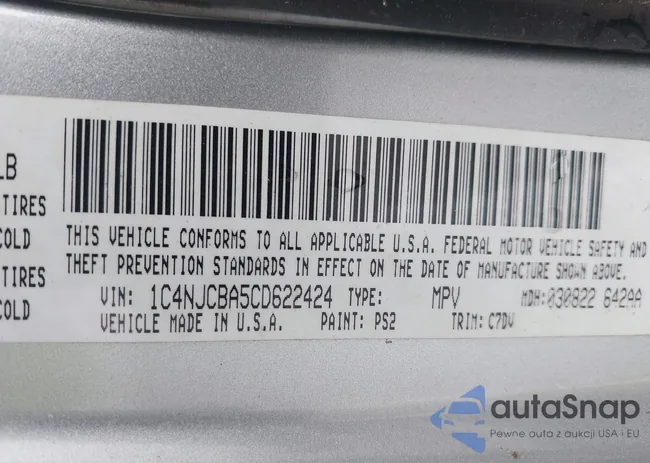 LB
TIRES
COLD
TIRES
COLD
THIS VEHICLE CONFORMS TO ALL APPLICABLE U.S.A. FEDERAL MOTOR VEHICLE SAFETY AND
THEFT PREVENTION STANDARDS IN EFFECT ON THE DATE OF MANUFACTURE SHOWN ABOVE.
VIN: 1C4NJCBA5CD622424 TYPE: MPV MDH: 030822 642AA
VEHICLE MADE IN U.S.A. PAINT: PS2 TRIM: C7DV
autaSnap
Pewne auta z aukcji USA i EU